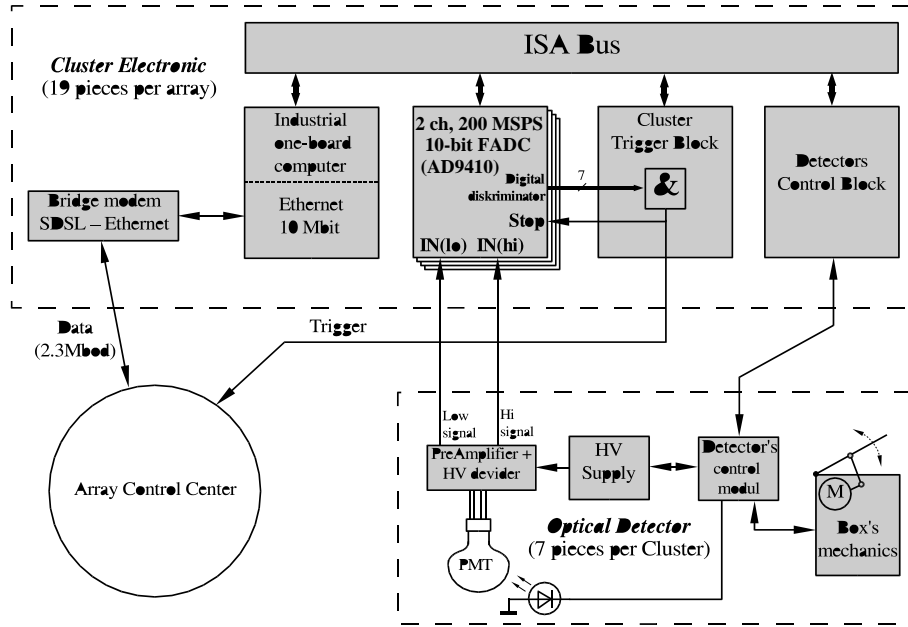 ISA Bus
Cluster Electronic
(19 pieces per array)
Industrial
one-board
computer
Ethernet
10 Mbit
2 ch, 200 MSPS
10-bit FADC
(AD9410)
Digital
diskriminator
Stop
IN(lo) IN(hi)
7
Cluster
Trigger Block
&
Detectors
Control Block
Bridge modem
SDSL – Ethernet
Data
(2.3Mbod)
Trigger
Array Control Center
Low
signal
Hi
signal
PreAmplifier +
HV devider
HV
Supply
Detector's
control
modul
M
Box's
mechanics
Optical Detector
(7 pieces per Cluster)
PMT